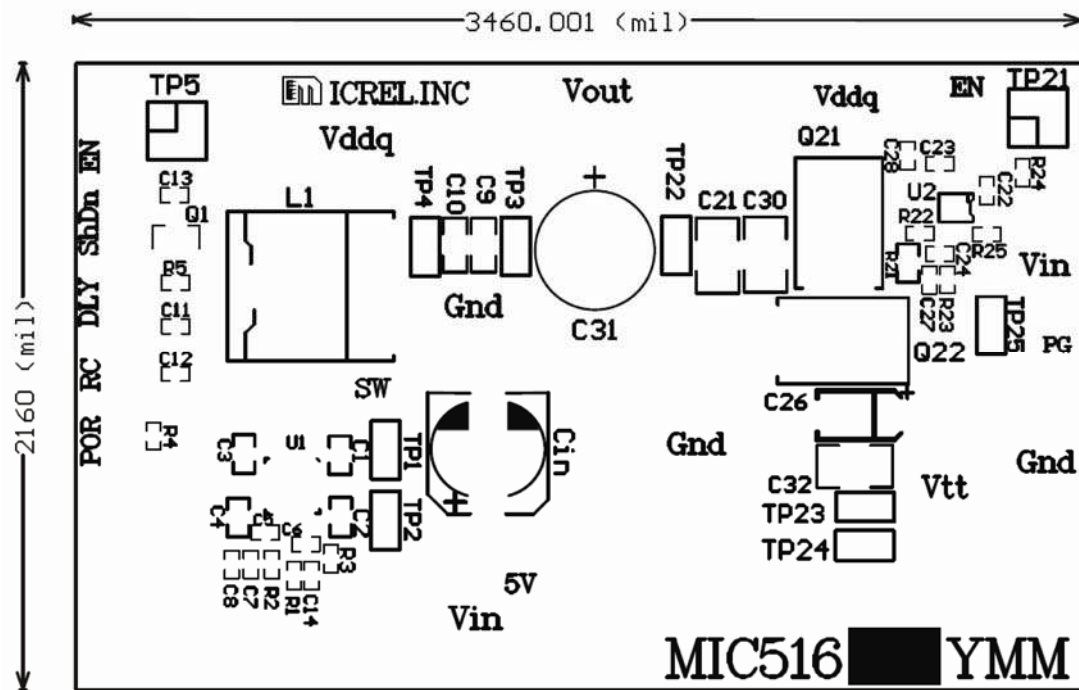 3460.001 (mil)
2160 (mil)
TP5
ICREL.INC
Vout
Vddq
EN
TP21
Vddq
Q21
C28
C23
R24
EN
C13
L1
TP4
C10
C9
TP3
TP22
C21
C30
U2
C22
ShDn
Q1
R22
R25
R21
C24
Vin
R5
DLY
C11
Gnd
C31
C27
R23
TP25
PG
Q22
RC
C12
SW
C26
POR
R4
C3
U1
C1
TP1
Cin
Gnd
Gnd
C32
Vtt
C4
C5
C6
C2
TP2
TP23
TP24
R3
C8
C7
R2
R1
C14
5V
Vin
MIC516
YMM